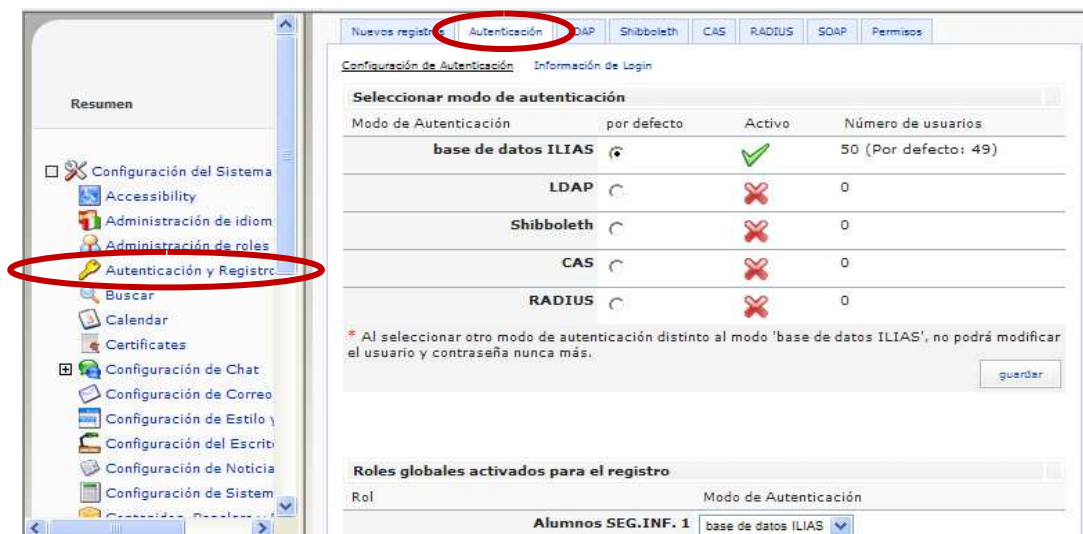 Resumen
Configuración del Sistema
Accessibility
Administración de idiom
Administración de roles
Autenticación y Registro
Buscar
Calendar
Certificates
Configuración de Chat
Configuración de Correo
Configuración de Estilo y
Configuración del Escrito
Configuración de Noticia
Configuración de Sistem
Nuevos registros Autenticación LDAP Shibboleth CAS RADIUS SOAP Permisos
Configuración de Autenticación Información de Login
Seleccionar modo de autenticación
Modo de Autenticación por defecto Activo Número de usuarios
base de datos ILIAS 50 (Por defecto: 49)
LDAP 0
Shibboleth 0
CAS 0
RADIUS 0
* Al seleccionar otro modo de autenticación distinto al modo 'base de datos ILIAS', no podrá modificar
el usuario y contraseña nunca más.
guardar
Roles globales activados para el registro
Rol Modo de Autenticación
Alumnos SEG.INF. 1 base de datos ILIAS